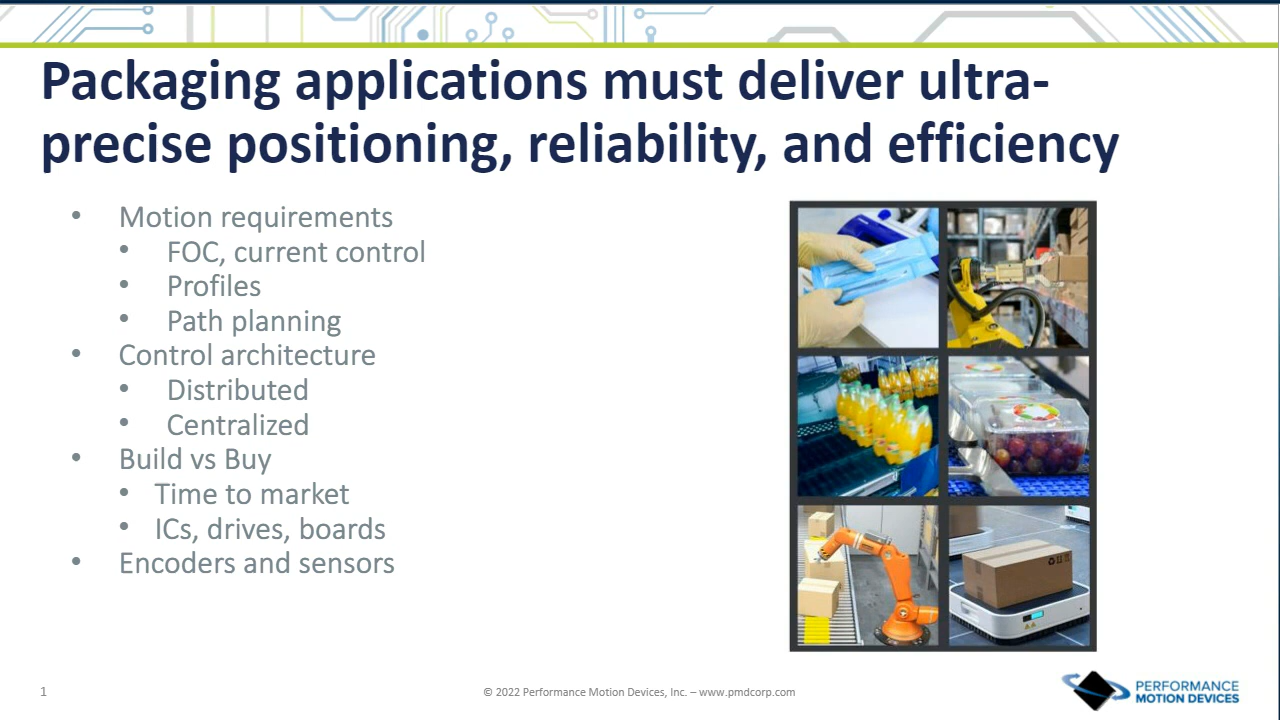 Packaging applications must deliver ultra-
precise positioning, reliability, and efficiency
• Motion requirements
• FOC, current control
• Profiles
• Path planning
• Control architecture
• Distributed
• Centralized
• Build vs Buy
• Time to market
• ICs, drives, boards
• Encoders and sensors
1
© 2022 Performance Motion Devices, Inc. – www.pmdcorp.com
PERFORMANCE
MOTION DEVICES